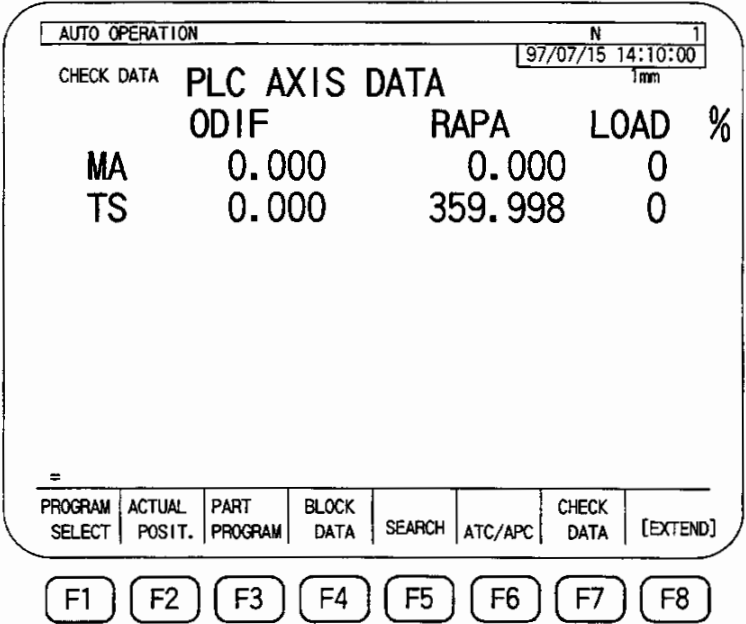 AUTO OPERATION N 1
97/07/15 14:10:00
CHECK DATA PLC AXIS DATA 1mm
ODIF RAPA LOAD %
MA 0.000 0.000 0
TS 0.000 359.998 0
=
PROGRAM SELECT ACTUAL POSIT. PART PROGRAM BLOCK DATA SEARCH ATC/APC CHECK DATA [EXTEND]
F1 F2 F3 F4 F5 F6 F7 F8